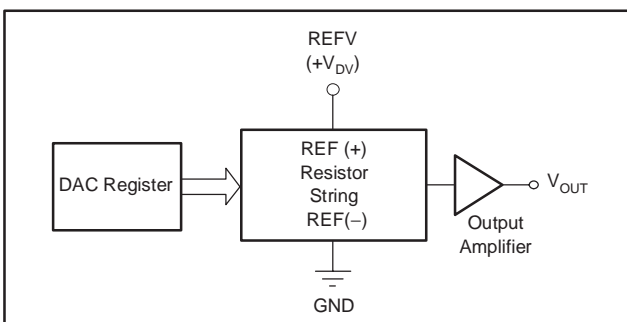 REFV
(+V_DV)
DAC Register
REF (+)
Resistor
String
REF(−)
V_OUT
Output
Amplifier
GND